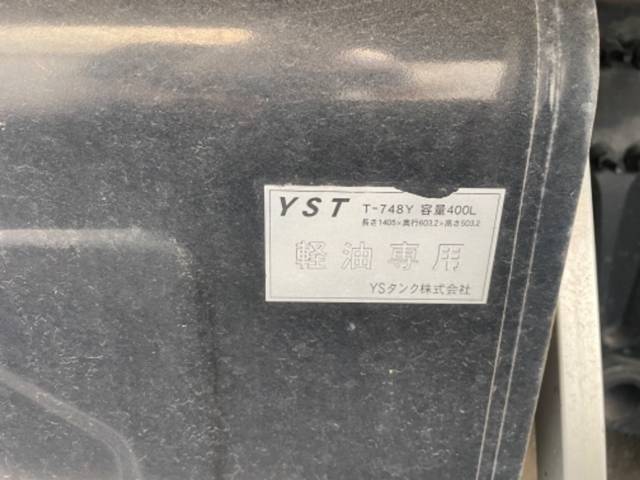 YST T-748Y 容量400L
長さ1405×奥行603.2×高さ503.2
軽油専用
YSタンク株式会社